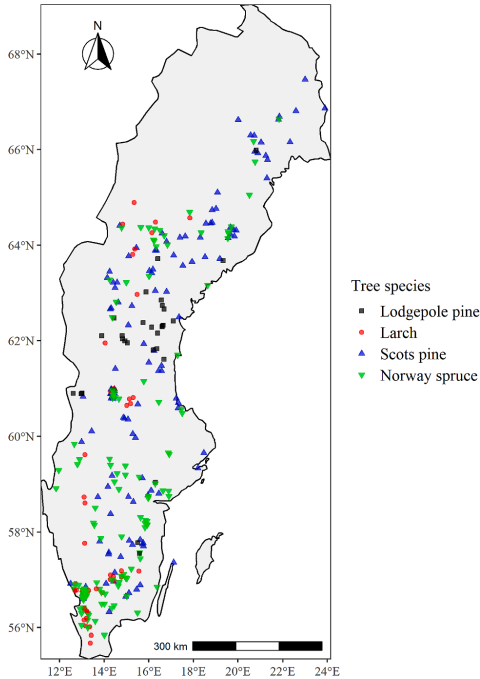 N
68°N
66°N
64°N
62°N
60°N
58°N
56°N
300 km
12°E
14°E
16°E
18°E
20°E
22°E
24°E
Tree species
Lodgepole pine
Larch
Scots pine
Norway spruce